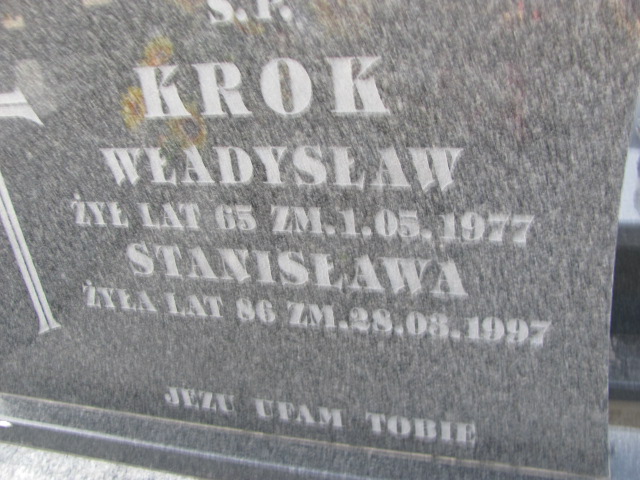 Ś.P.
KROK
WŁADYSŁAW
ŻYŁ LAT 65 ZM.1.05.1977
STANISŁAWA
ŻYŁA LAT 86 ZM.28.03.1997
JEZU UFAM TOBIE